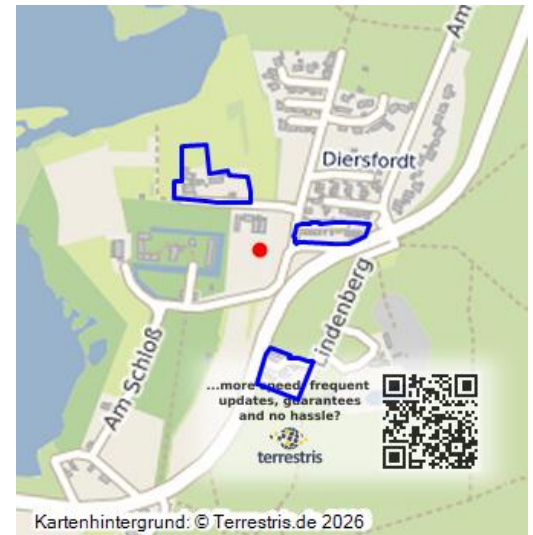 Am
Diersfordt
Lindenberg
Am Schloß
...more speed, frequent
updates, guarantees
and no hassle?
terrestris
Kartenhintergrund: © Terrestris.de 2026